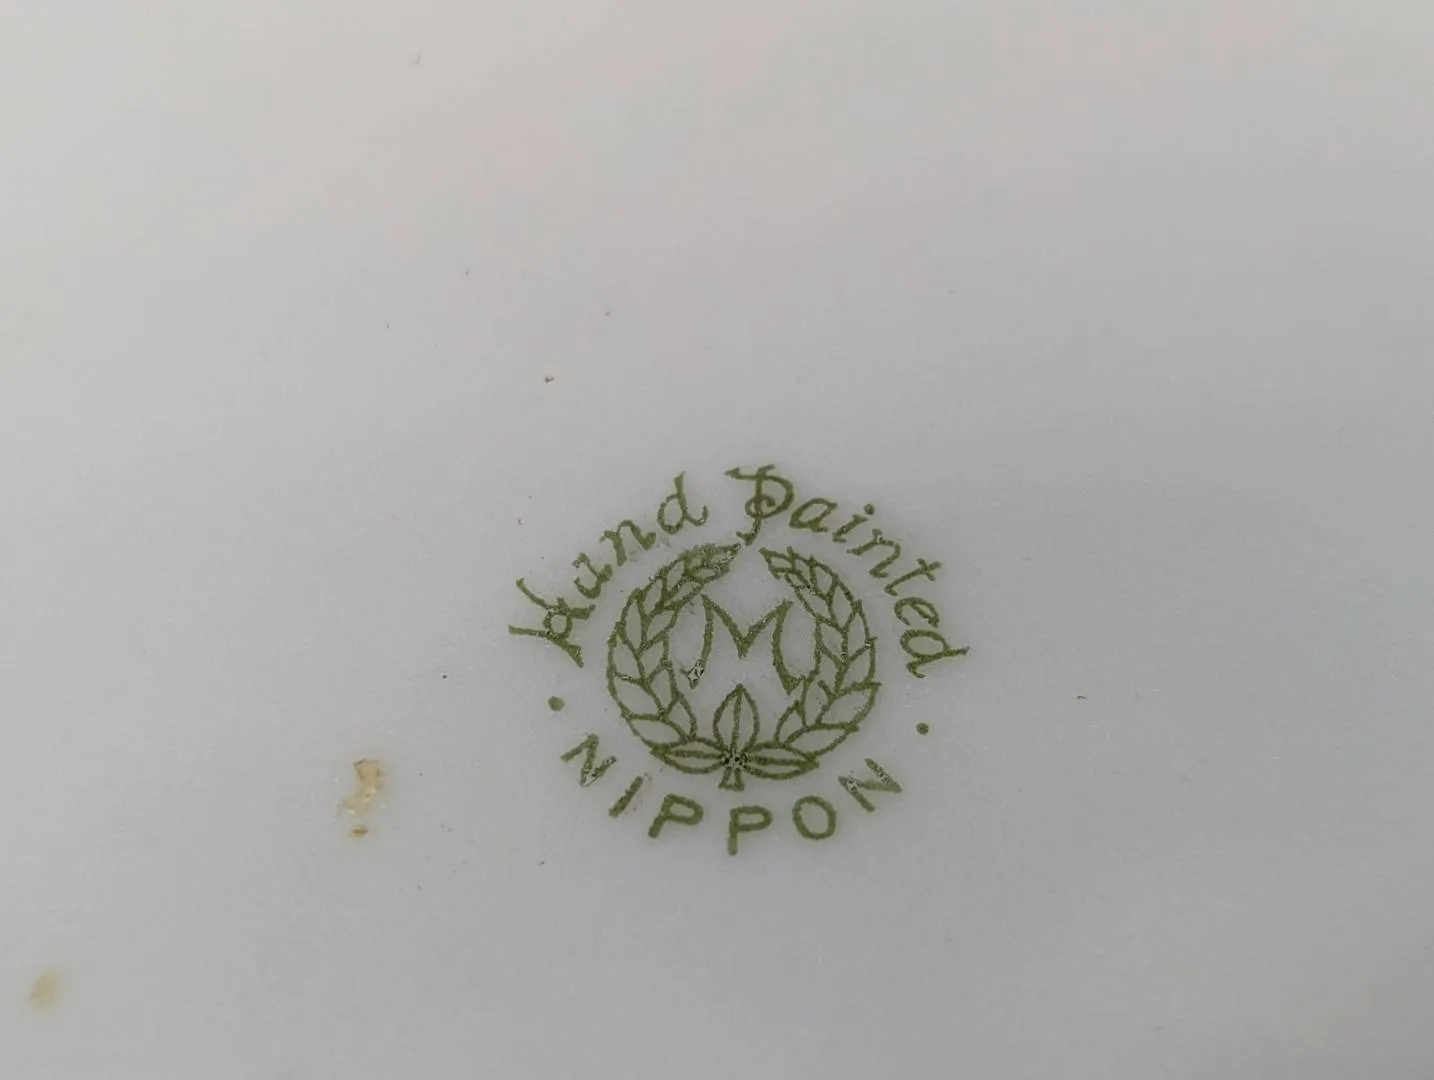 Hand Painted
M
• NIPPON •